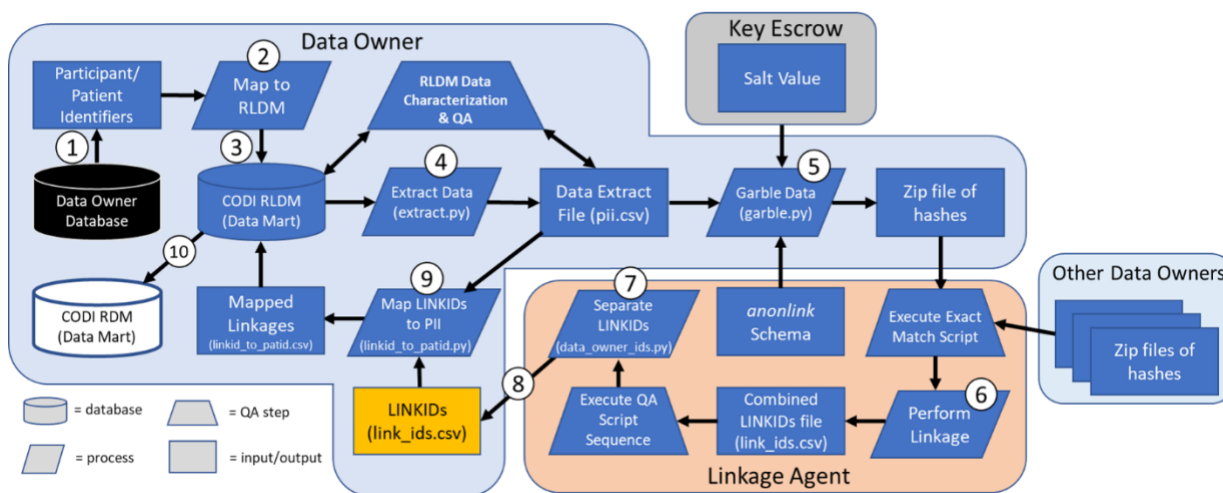 Data Owner
Key Escrow
Salt Value
Participant/
Patient
Identifiers
2
Map to
RLDM
RLDM Data
Characterization
& QA
1
3
4
5
Data Owner
Database
CODI RLDM
(Data Mart)
Extract Data
(extract.py)
Data Extract
File (pii.csv)
Garble Data
(garble.py)
Zip file of
hashes
10
CODI RDM
(Data Mart)
Mapped
Linkages
(linkid_to_patid.csv)
9
Map LINKIDs
to PII
(linkid_to_patid.py)
7
Separate
LINKIDs
(data_owner_ids.py)
anonlink
Schema
Execute Exact
Match Script
Other Data Owners
Zip files of
hashes
8
LINKIDs
(link_ids.csv)
Execute QA
Script
Sequence
Combined
LINKIDs file
(link_ids.csv)
6
Perform
Linkage
Linkage Agent
= database
= QA step
= process
= input/output